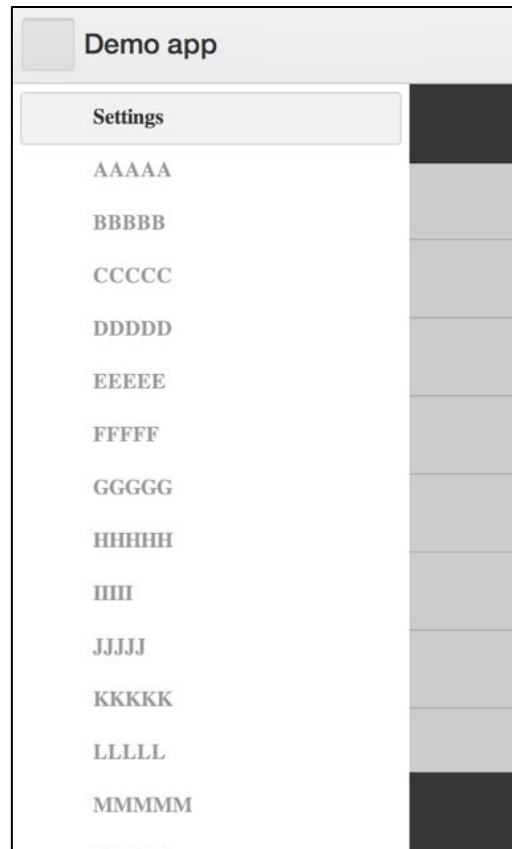 Demo app
Settings
AAAAA
BBBBB
CCCCC
DDDDD
EEEEE
FFFFF
GGGGG
HHHHH
IIIII
JJJJJ
KKKKK
LLLLL
MMMMM